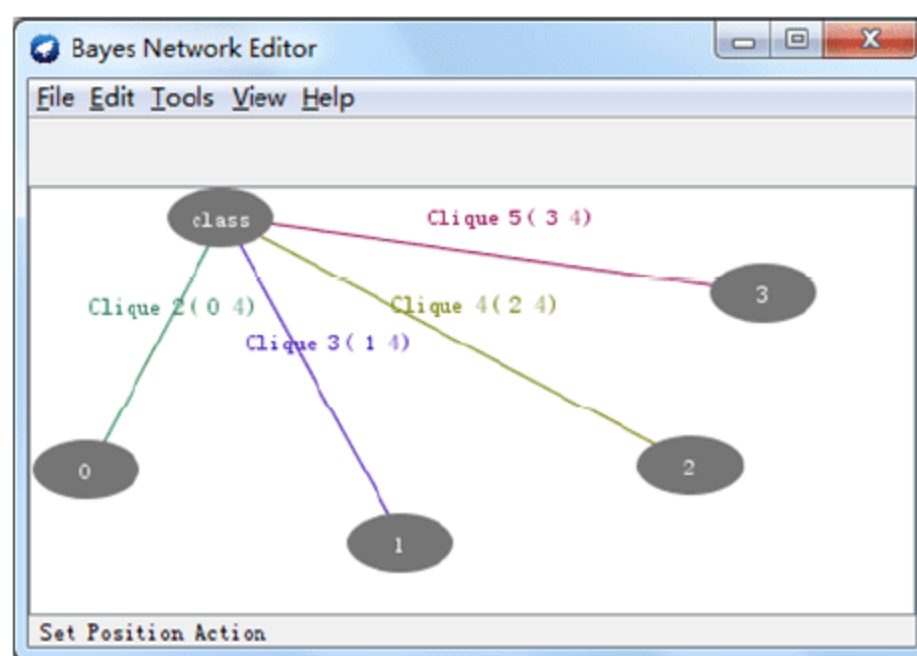 Bayes Network Editor
File Edit Tools View Help
class
Clique 5( 3 4)
3
Clique 2( 0 4)
Clique 4( 2 4)
Clique 3( 1 4)
0
2
1
Set Position Action